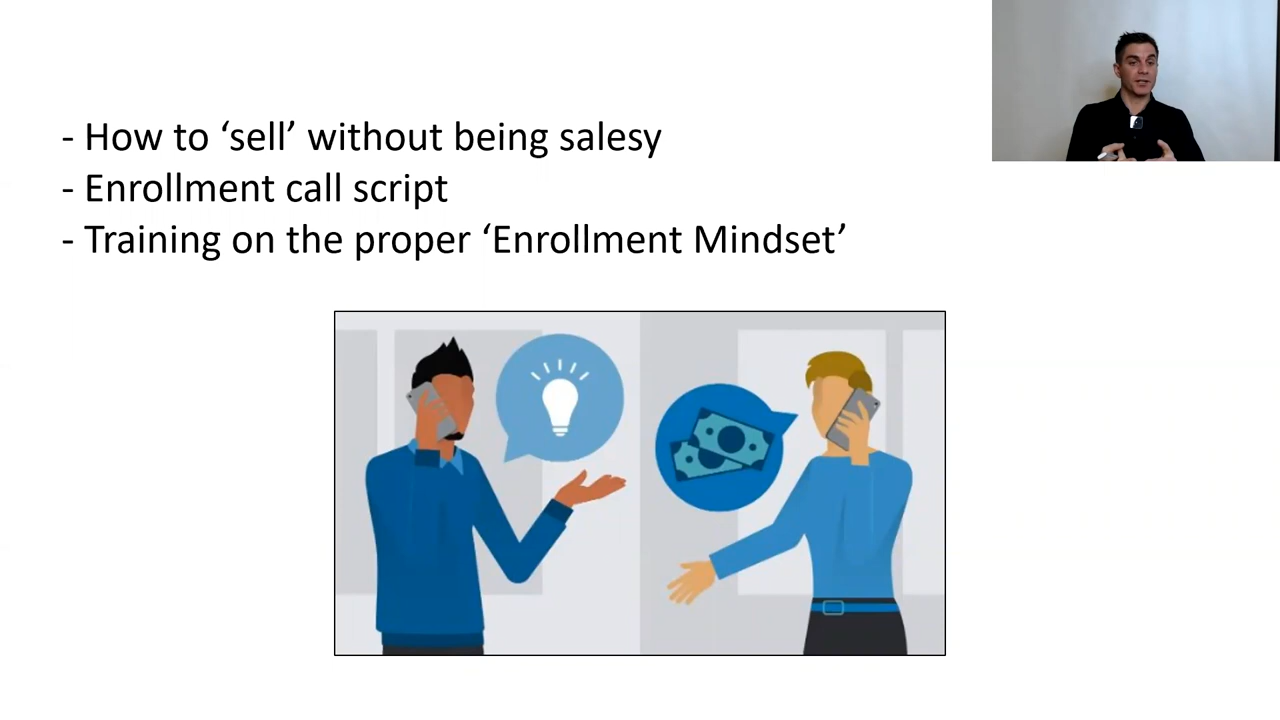 - How to ‘sell’ without being salesy
- Enrollment call script
- Training on the proper ‘Enrollment Mindset’